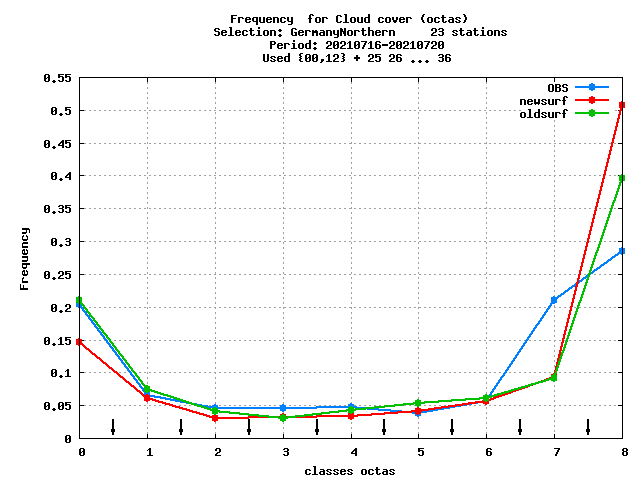 Frequency  for Cloud cover (octas)
Selection: GermanyNorthern     23 stations
Period: 20210716-20210720
Used {00,12} + 25 26 ... 36
OBS
newsurf
oldsurf
0.55
0.5
0.45
0.4
0.35
0.3
0.25
0.2
0.15
0.1
0.05
0
Frequency
0 1 2 3 4 5 6 7 8
classes octas